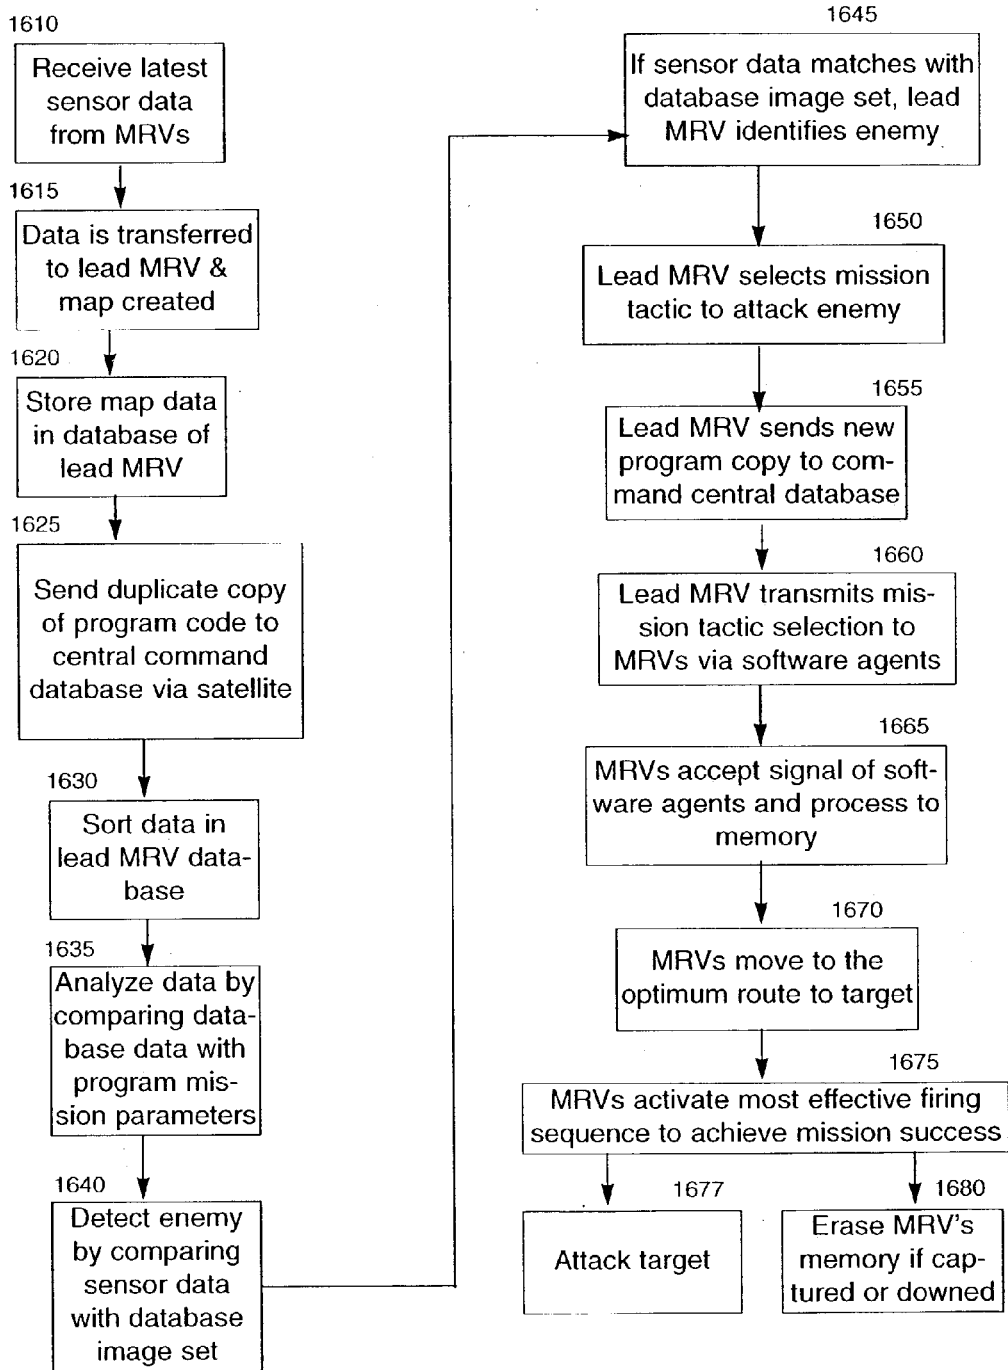 1610
Receive latest
sensor data
from MRVs
1615
Data is transferred
to lead MRV &
map created
1620
Store map data
in database of
lead MRV
1625
Send duplicate copy
of program code to
central command
database via satellite
1630
Sort data in
lead MRV data-
base
1635
Analyze data by
comparing data-
base data with
program mis-
sion parameters
1640
Detect enemy
by comparing
sensor data
with database
image set
1645
If sensor data matches with
database image set, lead
MRV identifies enemy
1650
Lead MRV selects mission
tactic to attack enemy
1655
Lead MRV sends new
program copy to com-
mand central database
1660
Lead MRV transmits mis-
sion tactic selection to
MRVs via software agents
1665
MRVs accept signal of soft-
ware agents and process to
memory
1670
MRVs move to the
optimum route to target
1675
MRVs activate most effective firing
sequence to achieve mission success
1677
Attack target
1680
Erase MRV's
memory if cap-
tured or downed